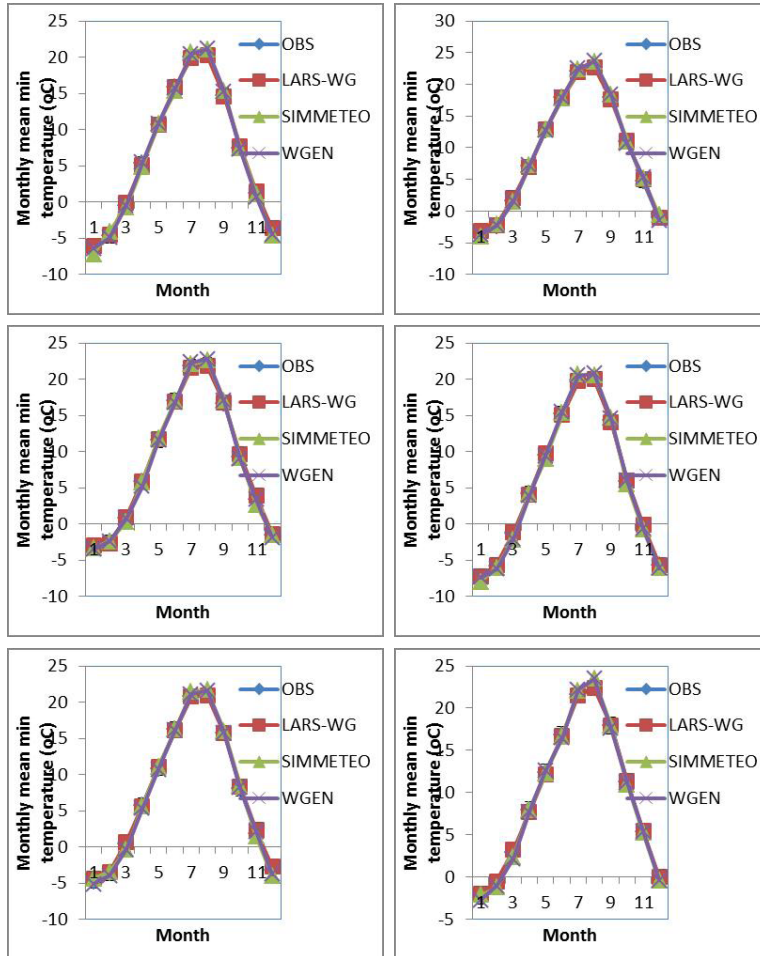 Monthly mean min
temperature (oC)
25
20
15
10
5
0
-5
-10
1 3 5 7 9 11
Month
OBS
LARS-WG
SIMMETEO
WGEN
Monthly mean min
temperature (oC)
30
25
20
15
10
5
0
-5
-10
1 3 5 7 9 11
Month
OBS
LARS-WG
SIMMETEO
WGEN
Monthly mean min
temperature (oC)
25
20
15
10
5
0
-5
-10
1 3 5 7 9 11
Month
OBS
LARS-WG
SIMMETEO
WGEN
Monthly mean min
temperature (oC)
25
20
15
10
5
0
-5
-10
1 3 5 7 9 11
Month
OBS
LARS-WG
SIMMETEO
WGEN
Monthly mean min
temperature (oC)
25
20
15
10
5
0
-5
-10
1 3 5 7 9 11
Month
OBS
LARS-WG
SIMMETEO
WGEN
Monthly mean min
temperature (oC)
25
20
15
10
5
0
-5
1 3 5 7 9 11
Month
OBS
LARS-WG
SIMMETEO
WGEN